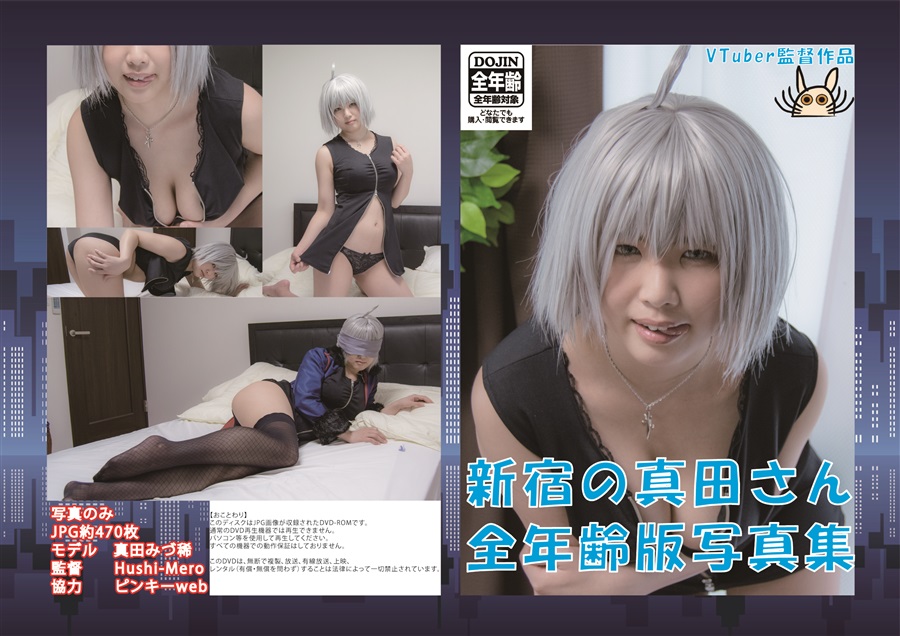 写真のみ
JPG約470枚
モデル 真田みづ稀
監督 Hushi-Mero
協力 ピンキーweb
【おことわり】
このディスクはJPG画像が収録されたDVD-ROMです。
通常のDVD再生機器では再生できません。
パソコン等を使用して再生してください。
すべての機器での動作保証はしておりません。
このDVDは、無断で複製、放送、有線放送、上映、
レンタル(有償・無償を問わず)することは法律によって一切禁止されています。
DOJIN
全年齢
全年齢対象
どなたでも
購入・閲覧できます
VTuber監督作品
新宿の真田さん
全年齢版写真集